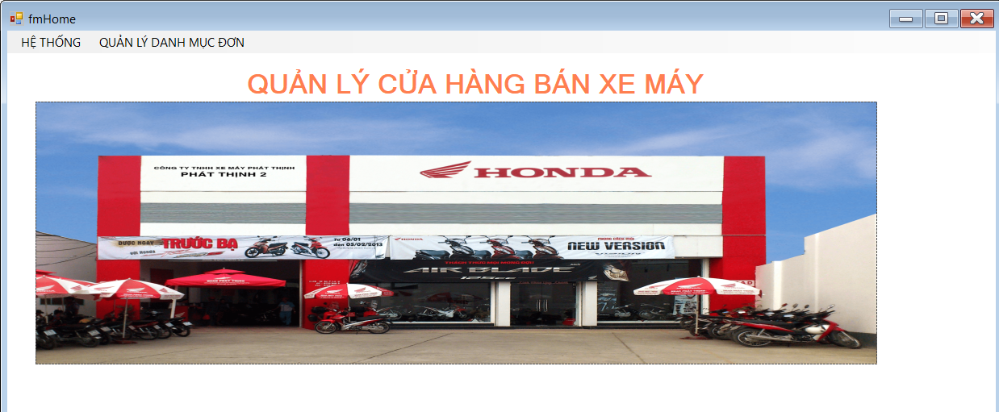 fmHome
HỆ THỐNG QUẢN LÝ DANH MỤC ĐƠN
QUẢN LÝ CỬA HÀNG BÁN XE MÁY
CÔNG TY TNHH XE MÁY PHÁT THỊNH
PHÁT THỊNH 2
HONDA
ĐƯỢC NGAY TRƯỚC BẠ
với Honda
Từ 06/01
đến 05/02/2013
HONDA
PHONG CÁCH MỚI
NEW VERSION
AIR BLADE
125cc